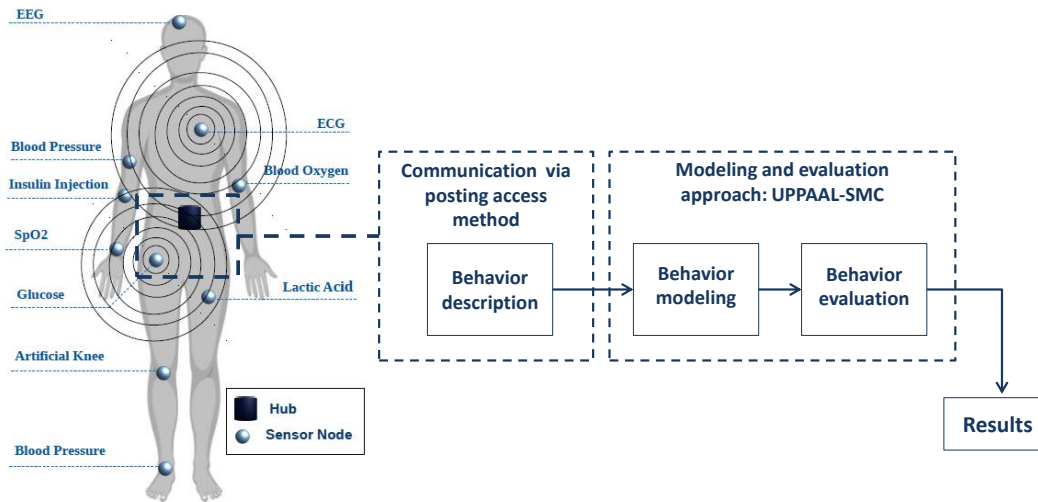 EEG
ECG
Blood Pressure
Blood Oxygen
Insulin Injection
SpO2
Glucose
Lactic Acid
Artificial Knee
Blood Pressure
Hub
Sensor Node
Communication via
posting access
method
Behavior
description
Modeling and evaluation
approach: UPPAAL-SMC
Behavior
modeling
Behavior
evaluation
Results